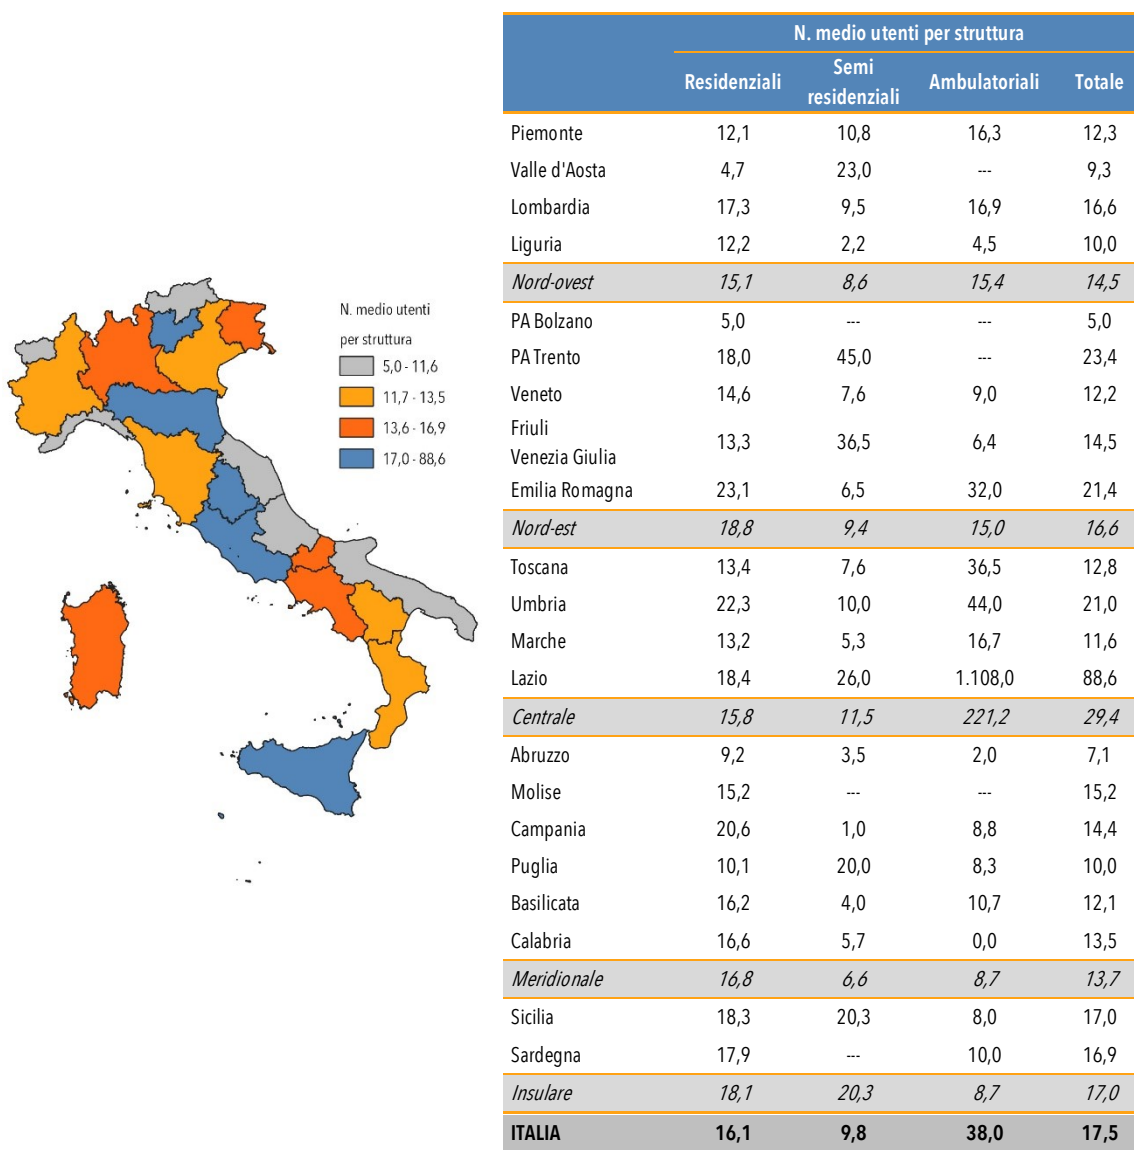 N. medio utenti
per struttura
5,0 - 11,6
11,7 - 13,5
13,6 - 16,9
17,0 - 88,6
N. medio utenti per struttura
Residenziali Semi residenziali Ambulatoriali Totale
Piemonte 12,1 10,8 16,3 12,3
Valle d'Aosta 4,7 23,0 --- 9,3
Lombardia 17,3 9,5 16,9 16,6
Liguria 12,2 2,2 4,5 10,0
Nord-ovest 15,1 8,6 15,4 14,5
PA Bolzano 5,0 --- --- 5,0
PA Trento 18,0 45,0 --- 23,4
Veneto 14,6 7,6 9,0 12,2
Friuli
Venezia Giulia 13,3 36,5 6,4 14,5
Emilia Romagna 23,1 6,5 32,0 21,4
Nord-est 18,8 9,4 15,0 16,6
Toscana 13,4 7,6 36,5 12,8
Umbria 22,3 10,0 44,0 21,0
Marche 13,2 5,3 16,7 11,6
Lazio 18,4 26,0 1.108,0 88,6
Centrale 15,8 11,5 221,2 29,4
Abruzzo 9,2 3,5 2,0 7,1
Molise 15,2 --- --- 15,2
Campania 20,6 1,0 8,8 14,4
Puglia 10,1 20,0 8,3 10,0
Basilicata 16,2 4,0 10,7 12,1
Calabria 16,6 5,7 0,0 13,5
Meridionale 16,8 6,6 8,7 13,7
Sicilia 18,3 20,3 8,0 17,0
Sardegna 17,9 --- 10,0 16,9
Insulare 18,1 20,3 8,7 17,0
ITALIA 16,1 9,8 38,0 17,5